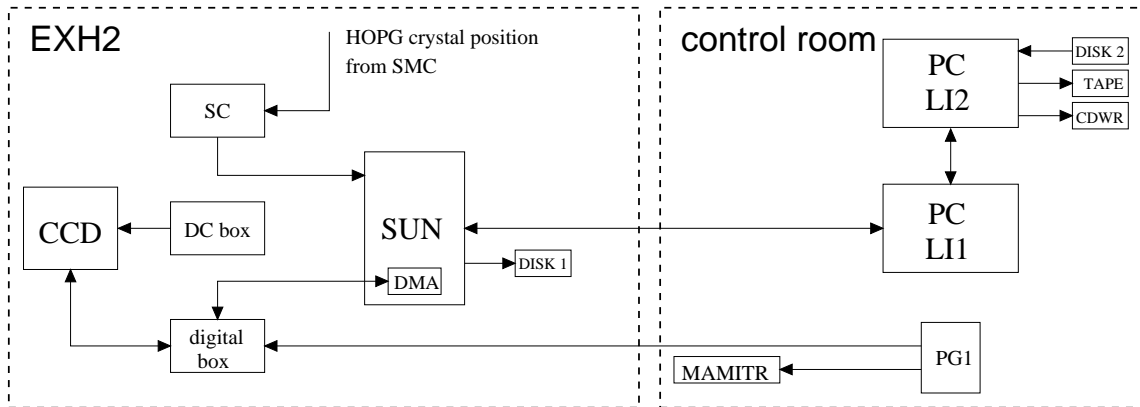 EXH2
HOPG crystal position
from SMC
SC
CCD
DC box
SUN
DMA
DISK 1
digital
box
control room
PC
LI2
DISK 2
TAPE
CDWR
PC
LI1
PG1
MAMITR